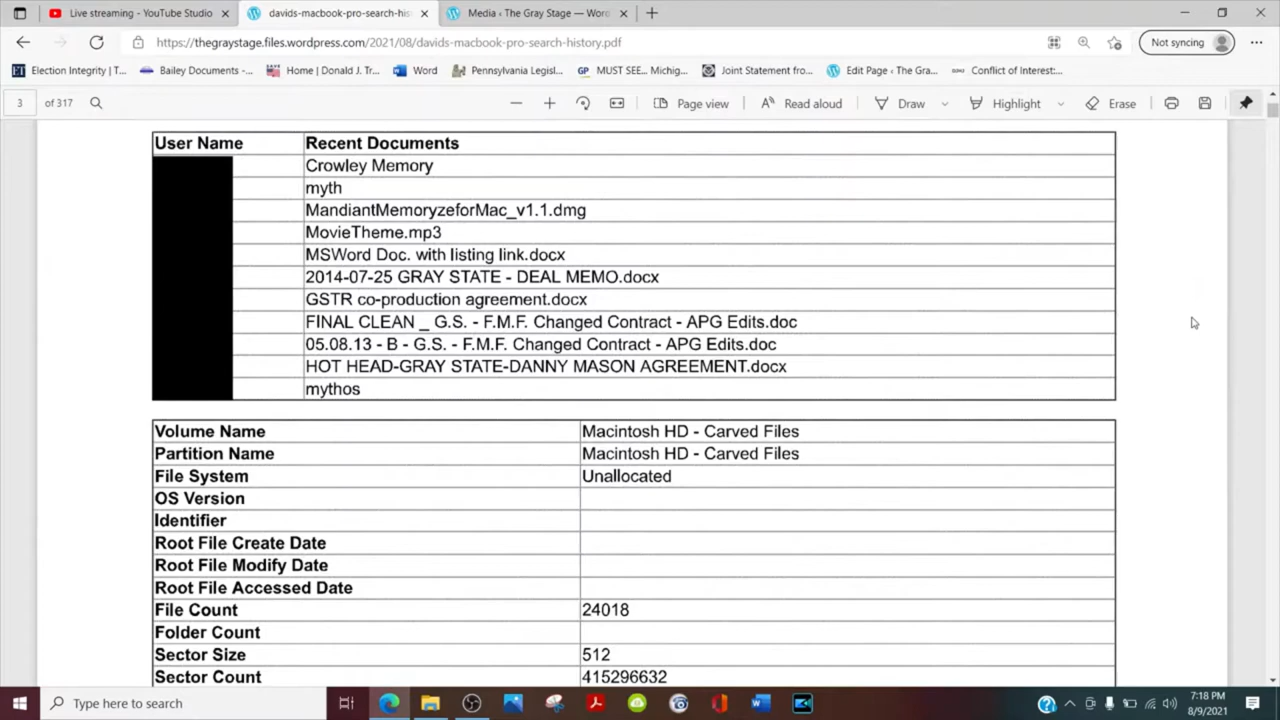 Live streaming - YouTube Studio
davids-macbook-pro-search-his
Media ‹ The Gray Stage — Wor
https://thegraystage.files.wordpress.com/2021/08/davids-macbook-pro-search-history.pdf
Not syncing
Election Integrity | T...
Bailey Documents -...
Home | Donald J. Tr...
Word
Pennsylvania Legisl...
GP MUST SEE... Michig...
Joint Statement fro...
Edit Page ‹ The Gra...
Conflict of Interest:...
3 of 317
Page view
Read aloud
Draw
Highlight
Erase
User Name Recent Documents
Crowley Memory
myth
MandiantMemoryzeforMac_v1.1.dmg
MovieTheme.mp3
MSWord Doc. with listing link.docx
2014-07-25 GRAY STATE - DEAL MEMO.docx
GSTR co-production agreement.docx
FINAL CLEAN _ G.S. - F.M.F. Changed Contract - APG Edits.doc
05.08.13 - B - G.S. - F.M.F. Changed Contract - APG Edits.doc
HOT HEAD-GRAY STATE-DANNY MASON AGREEMENT.docx
mythos
Volume Name Macintosh HD - Carved Files
Partition Name Macintosh HD - Carved Files
File System Unallocated
OS Version
Identifier
Root File Create Date
Root File Modify Date
Root File Accessed Date
File Count 24018
Folder Count
Sector Size 512
Sector Count 415296632
Type here to search
7:18 PM
8/9/2021